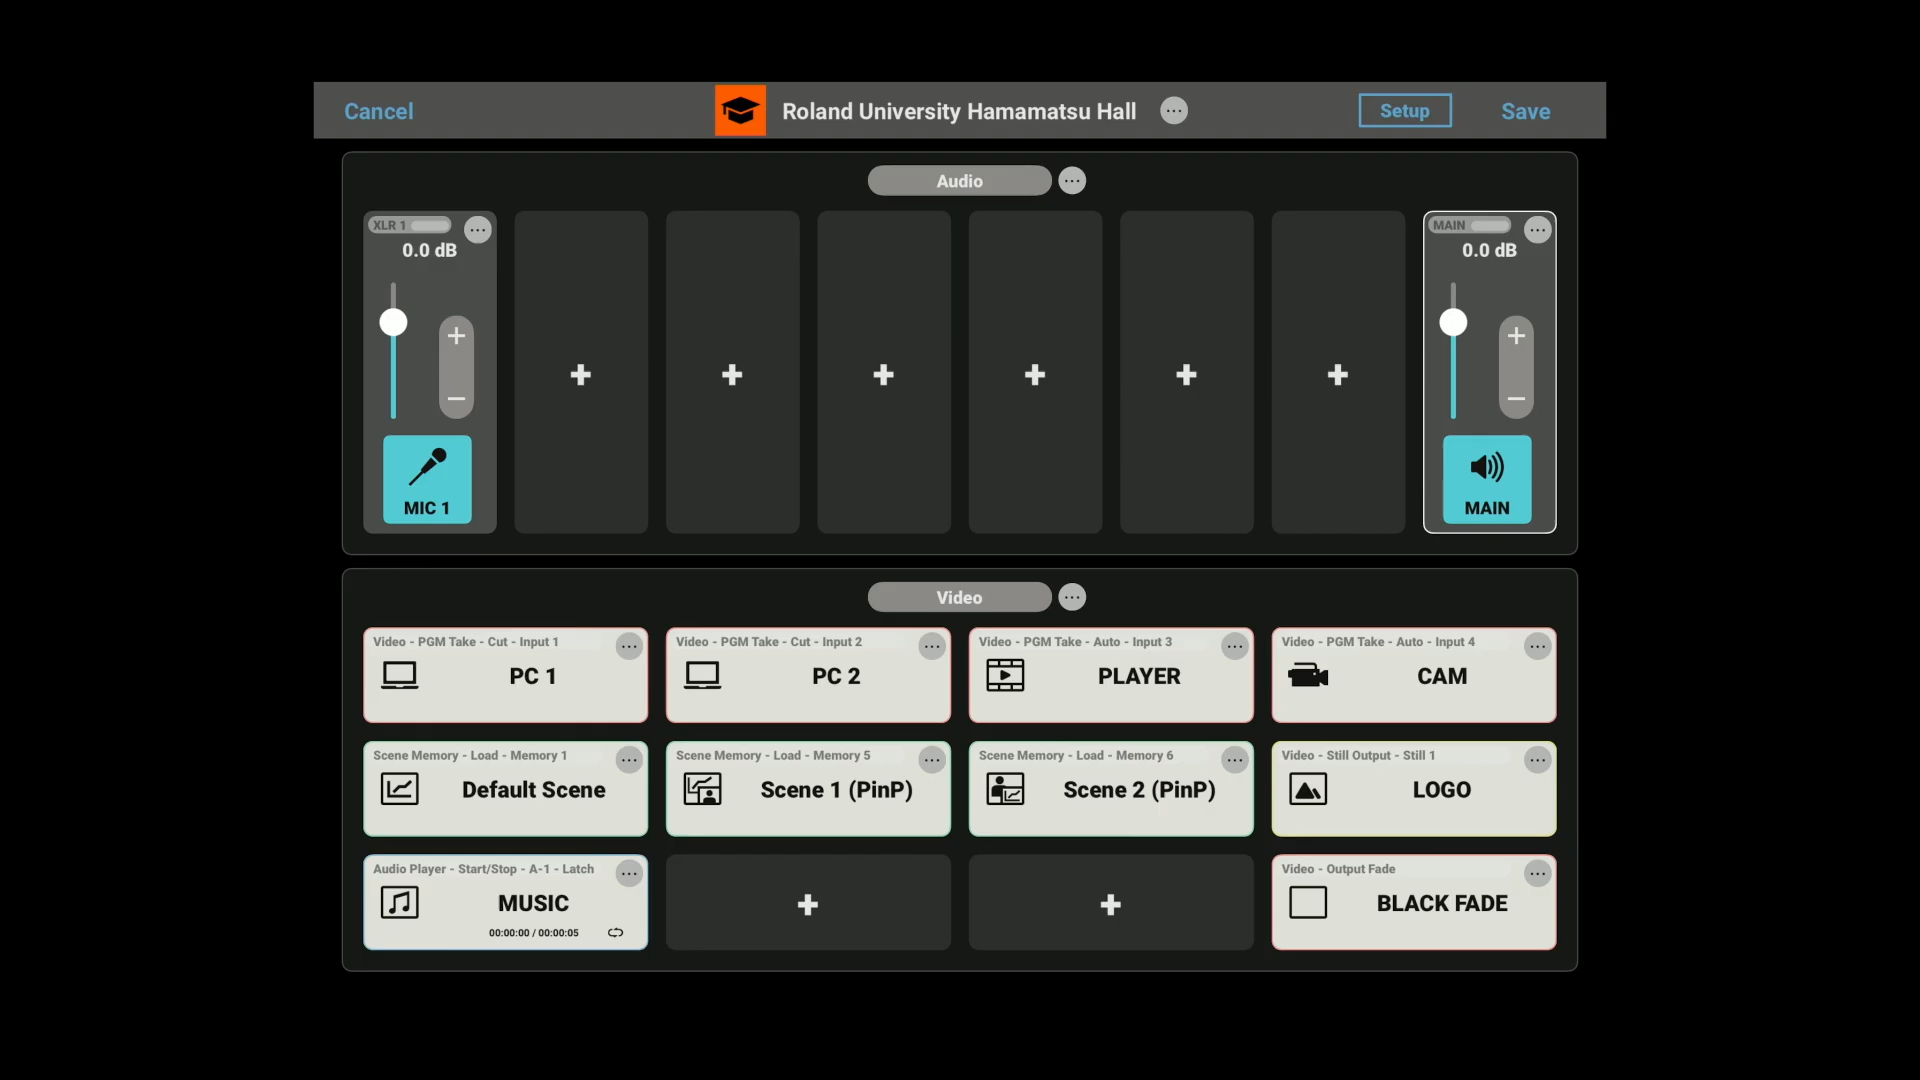 Cancel
Roland University Hamamatsu Hall
Setup
Save
Audio
XLR 1
0.0 dB
MIC 1
MAIN
0.0 dB
MAIN
Video
Video - PGM Take - Cut - Input 1
PC 1
Video - PGM Take - Cut - Input 2
PC 2
Video - PGM Take - Auto - Input 3
PLAYER
Video - PGM Take - Auto - Input 4
CAM
Scene Memory - Load - Memory 1
Default Scene
Scene Memory - Load - Memory 5
Scene 1 (PinP)
Scene Memory - Load - Memory 6
Scene 2 (PinP)
Video - Still Output - Still 1
LOGO
Audio Player - Start/Stop - A-1 - Latch
MUSIC
00:00:00 / 00:00:05
Video - Output Fade
BLACK FADE